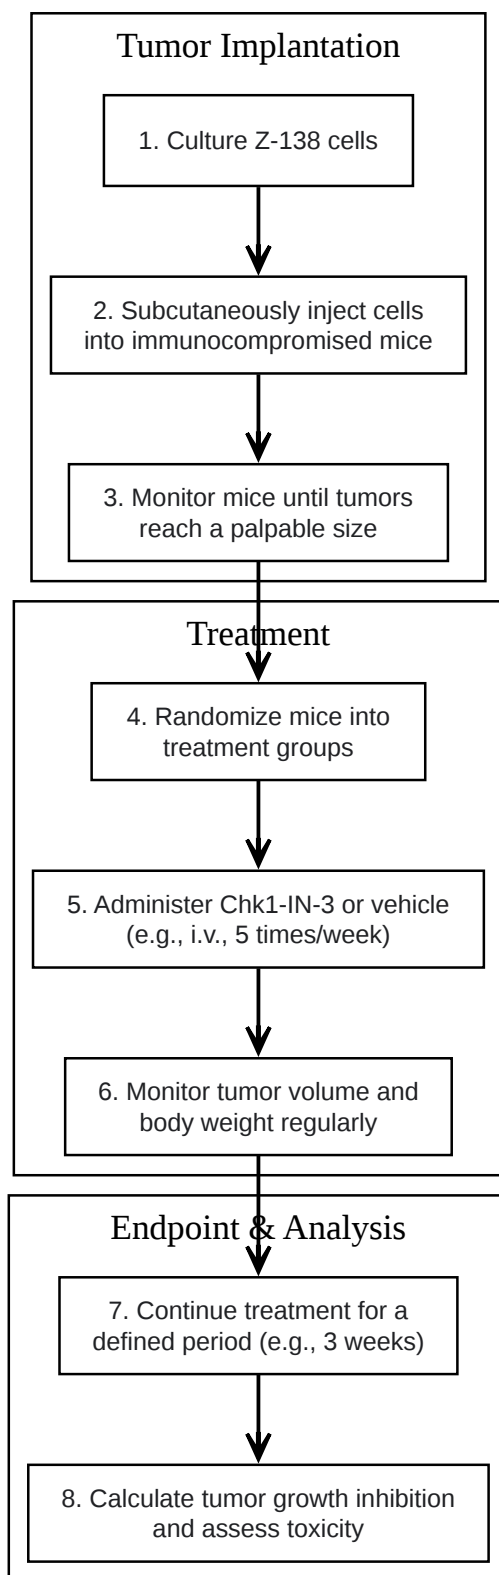 Tumor Implantation
1. Culture Z-138 cells
2. Subcutaneously inject cells
into immunocompromised mice
3. Monitor mice until tumors
reach a palpable size
Treatment
4. Randomize mice into
treatment groups
5. Administer Chk1-IN-3 or vehicle
(e.g., i.v., 5 times/week)
6. Monitor tumor volume and
body weight regularly
Endpoint & Analysis
7. Continue treatment for a
defined period (e.g., 3 weeks)
8. Calculate tumor growth inhibition
and assess toxicity